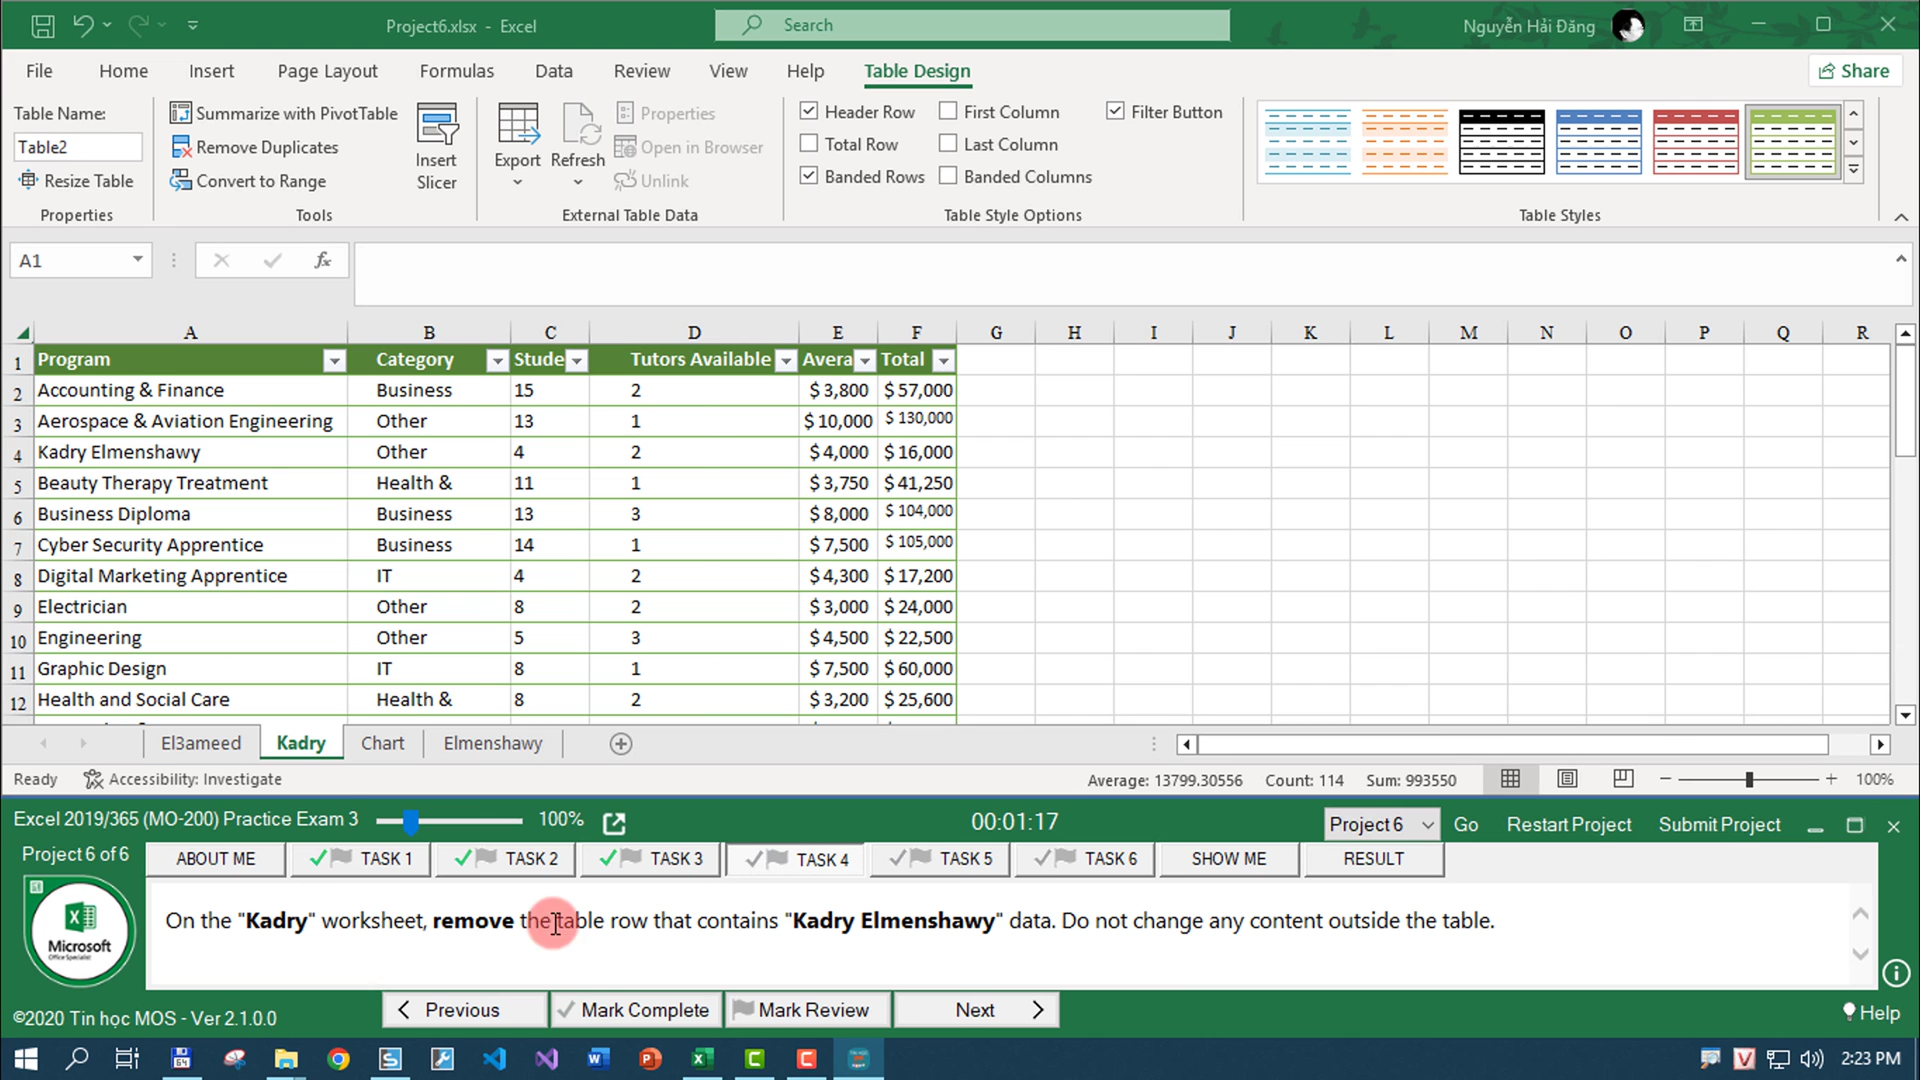 Project6.xlsx - Excel
Search
Nguyễn Hải Đăng
File Home Insert Page Layout Formulas Data Review View Help Table Design Share
Table Name:
Table2
Resize Table
Properties
Summarize with PivotTable
Remove Duplicates
Convert to Range
Insert Slicer
Tools
Export Refresh
Properties
Open in Browser
Unlink
External Table Data
Header Row First Column Filter Button
Total Row Last Column
Banded Rows Banded Columns
Table Style Options
Table Styles
A1
fx
A B C D E F G H I J K L M N O P Q R
1 Program Category Stude Tutors Available Avera Total
2 Accounting & Finance Business 15 2 $ 3,800 $ 57,000
3 Aerospace & Aviation Engineering Other 13 1 $ 10,000 $ 130,000
4 Kadry Elmenshawy Other 4 2 $ 4,000 $ 16,000
5 Beauty Therapy Treatment Health & 11 1 $ 3,750 $ 41,250
6 Business Diploma Business 13 3 $ 8,000 $ 104,000
7 Cyber Security Apprentice Business 14 1 $ 7,500 $ 105,000
8 Digital Marketing Apprentice IT 4 2 $ 4,300 $ 17,200
9 Electrician Other 8 2 $ 3,000 $ 24,000
10 Engineering Other 5 3 $ 4,500 $ 22,500
11 Graphic Design IT 8 1 $ 7,500 $ 60,000
12 Health and Social Care Health & 8 2 $ 3,200 $ 25,600
El3ameed Kadry Chart Elmenshawy
Ready Accessibility: Investigate Average: 13799.30556 Count: 114 Sum: 993550 100%
Excel 2019/365 (MO-200) Practice Exam 3 100% 00:01:17 Project 6 Go Restart Project Submit Project
Project 6 of 6 ABOUT ME TASK 1 TASK 2 TASK 3 TASK 4 TASK 5 TASK 6 SHOW ME RESULT
On the "Kadry" worksheet, remove the table row that contains "Kadry Elmenshawy" data. Do not change any content outside the table.
Microsoft
Office Specialist
Previous Mark Complete Mark Review Next
©2020 Tin học MOS - Ver 2.1.0.0
Help
2:23 PM